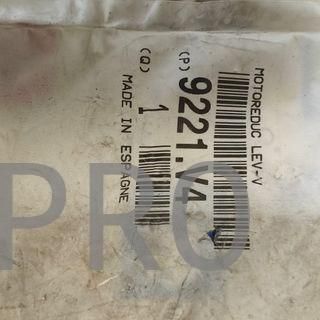 MOTOREDUC LEV-V
(P) 9221.V4
(Q) 1
MADE IN ESPAGNE
PRO